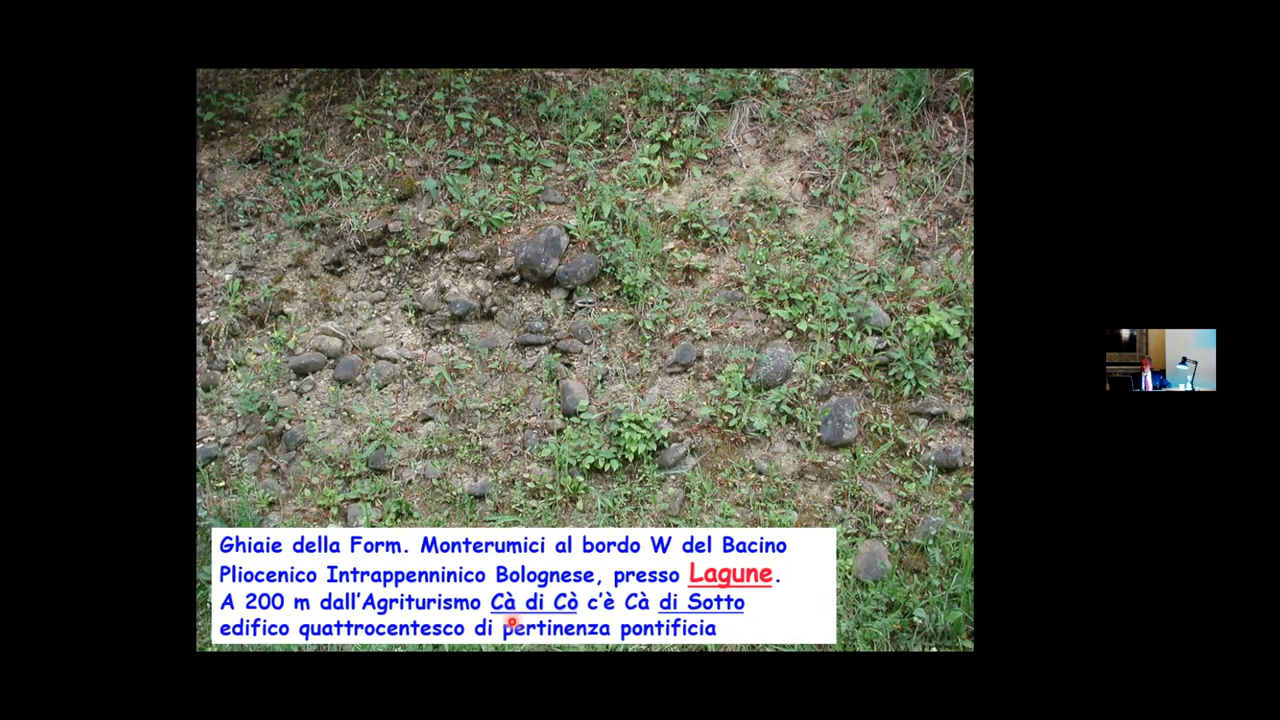 Ghiaie della Form. Monterumici al bordo W del Bacino
Pliocenico Intrappenninico Bolognese, presso Lagune.
A 200 m dall'Agriturismo Cà di Cò c'è Cà di Sotto
edifico quattrocentesco di pertinenza pontificia